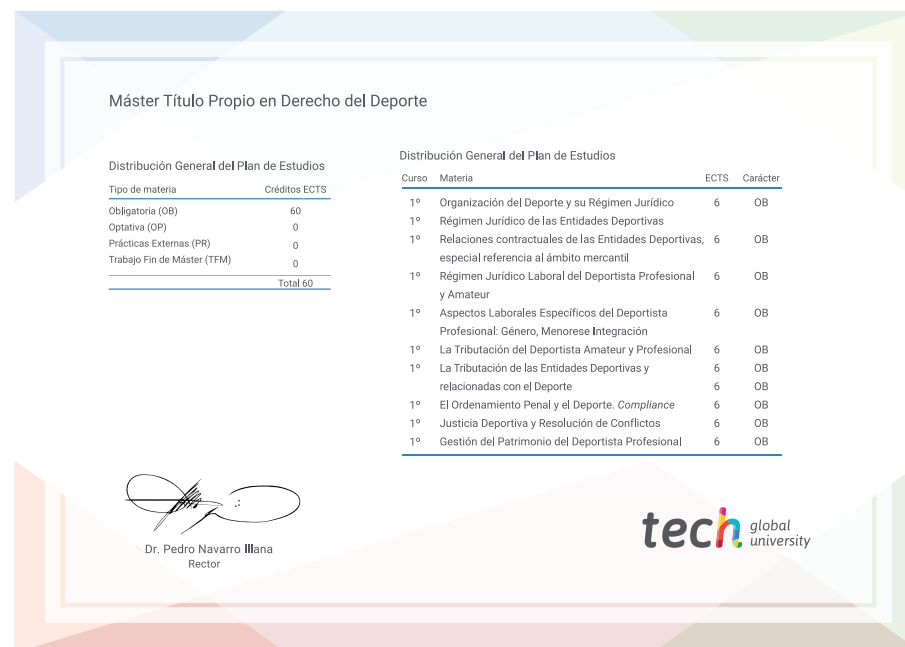 Máster Título Propio en Derecho del Deporte
Distribución General del Plan de Estudios
Tipo de materia Créditos ECTS
Obligatoria (OB) 60
Optativa (OP) 0
Prácticas Externas (PR) 0
Trabajo Fin de Máster (TFM) 0
Total 60
Distribución General del Plan de Estudios
Curso Materia ECTS Carácter
1º Organización del Deporte y su Régimen Jurídico 6 OB
1º Régimen Jurídico de las Entidades Deportivas
1º Relaciones contractuales de las Entidades Deportivas, 6 OB
especial referencia al ámbito mercantil
1º Régimen Jurídico Laboral del Deportista Profesional 6 OB
y Amateur
1º Aspectos Laborales Específicos del Deportista 6 OB
Profesional: Género, Menorese Integración
1º La Tributación del Deportista Amateur y Profesional 6 OB
1º La Tributación de las Entidades Deportivas y 6 OB
relacionadas con el Deporte 6 OB
1º El Ordenamiento Penal y el Deporte. Compliance 6 OB
1º Justicia Deportiva y Resolución de Conflictos 6 OB
1º Gestión del Patrimonio del Deportista Profesional 6 OB
Dr. Pedro Navarro Illana
Rector
tech global
university